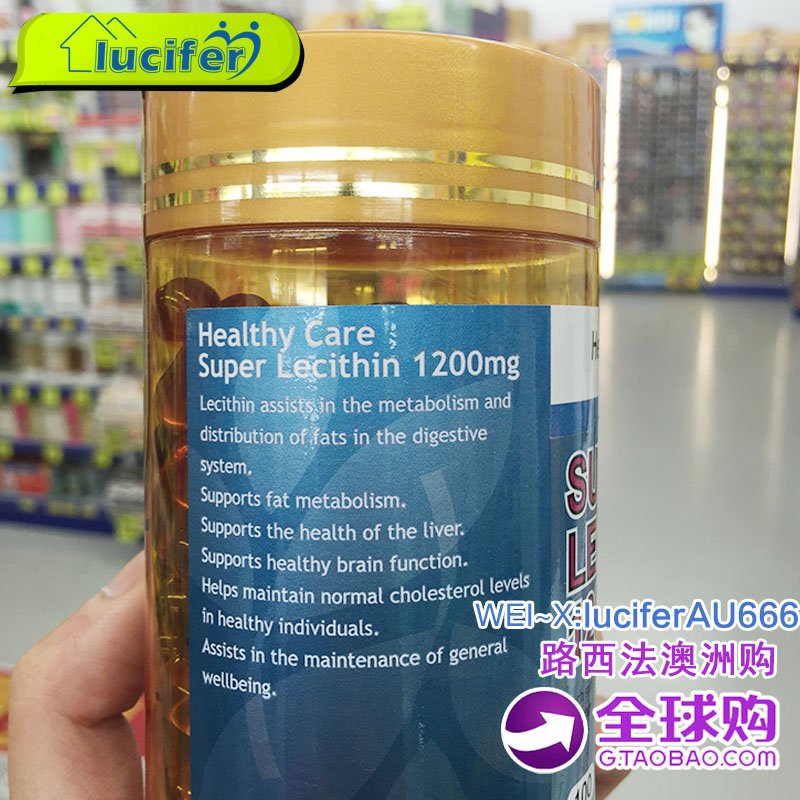 lucifer
Healthy Care
Super Lecithin 1200mg
Lecithin assists in the metabolism and
distribution of fats in the digestive
system.
Supports fat metabolism.
Supports the health of the liver.
Supports healthy brain function.
Helps maintain normal cholesterol levels
in healthy individuals.
Assists in the maintenance of general
wellbeing.
He
SU
LE
WEI~X:luciferAU666
路西法澳洲购
全球购
G.TAOBAO.COM